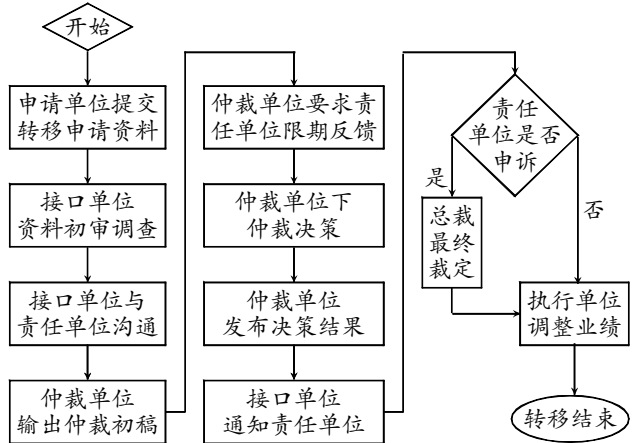 开始
申请单位提交
转移申请资料
接口单位
资料初审调查
接口单位与
责任单位沟通
仲裁单位
输出仲裁初稿
仲裁单位要求责
任单位限期反馈
仲裁单位下
仲裁决策
仲裁单位
发布决策结果
接口单位
通知责任单位
责任
单位是否
申诉
是
否
总裁
最终
裁定
执行单位
调整业绩
转移结束